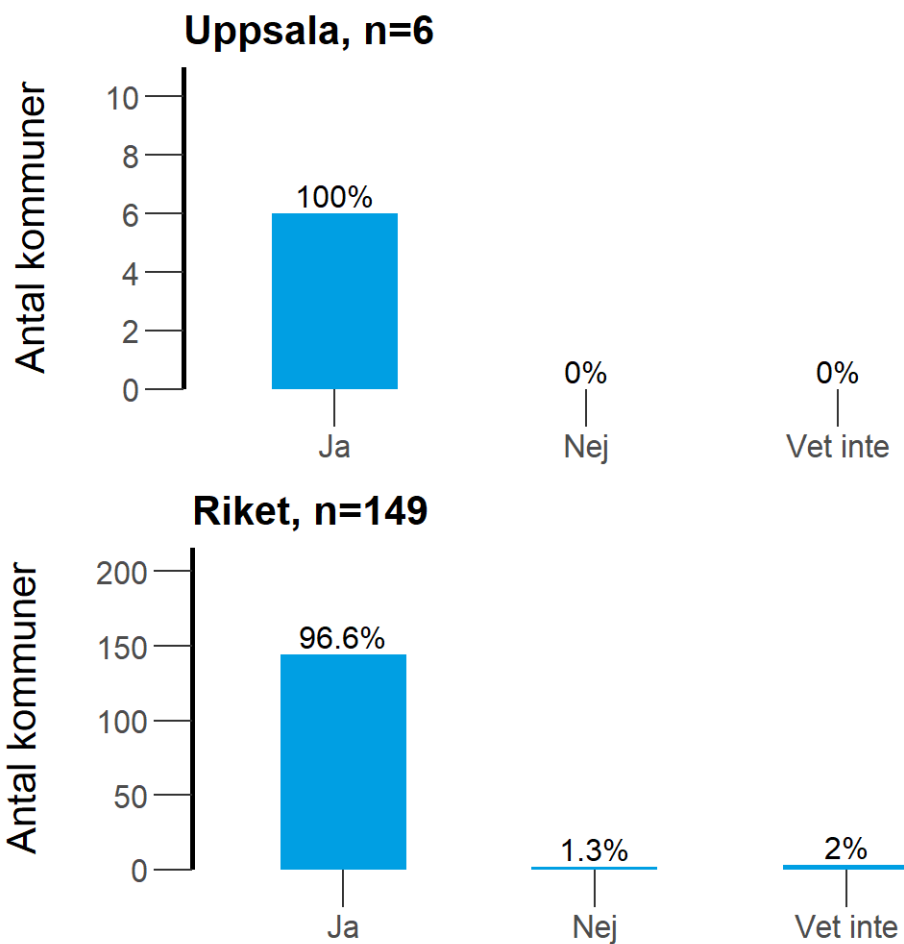 Uppsala, n=6
Antal kommuner
10
8
6
4
2
0
100%
0%
0%
Ja
Nej
Vet inte
Riket, n=149
Antal kommuner
200
150
100
50
0
96.6%
1.3%
2%
Ja
Nej
Vet inte